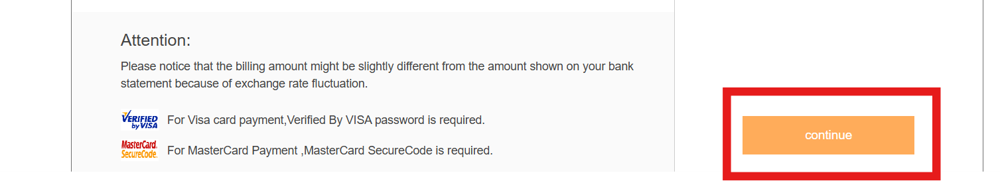 Attention:
Please notice that the billing amount might be slightly different from the amount shown on your bank
statement because of exchange rate fluctuation.
VERIFIED
by VISA
For Visa card payment,Verified By VISA password is required.
MasterCard.
SecureCode.
For MasterCard Payment ,MasterCard SecureCode is required.
continue